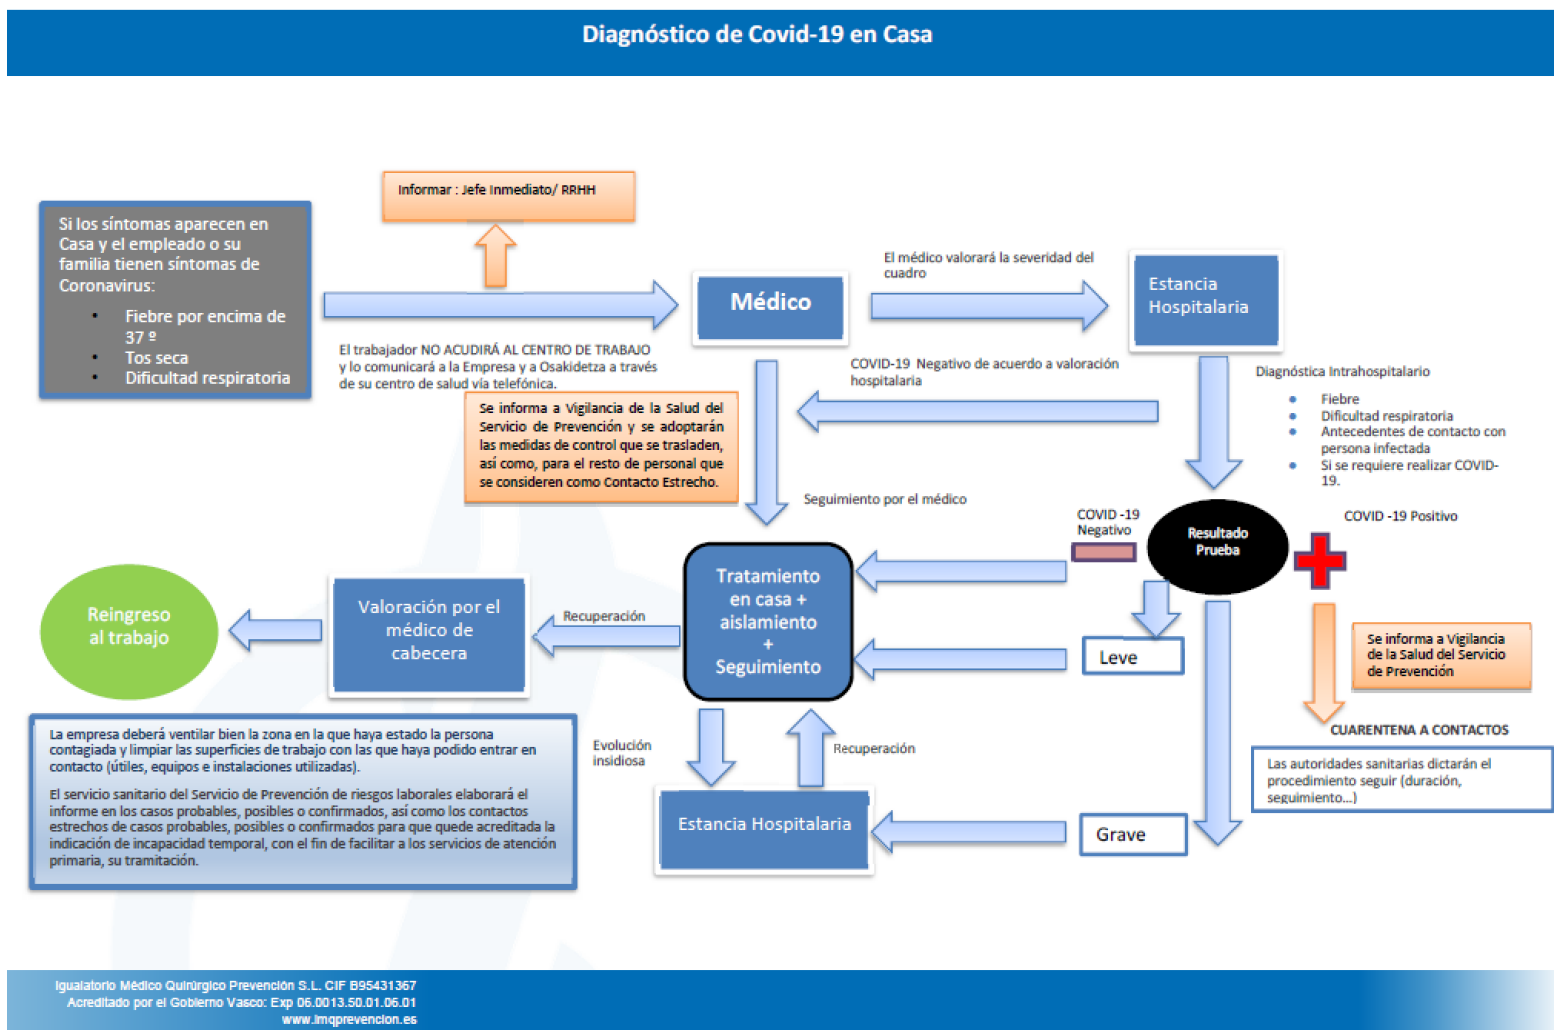 Diagnóstico de Covid-19 en Casa
Informar : Jefe Inmediato/ RRHH
Si los síntomas aparecen en
Casa y el empleado o su
familia tienen síntomas de
Coronavirus:
• Fiebre por encima de
37 º
• Tos seca
• Dificultad respiratoria
El trabajador NO ACUDIRÁ AL CENTRO DE TRABAJO
y lo comunicará a la Empresa y a Osakidetza a través
de su centro de salud vía telefónica.
Médico
El médico valorará la severidad del
cuadro
Estancia
Hospitalaria
COVID-19 Negativo de acuerdo a valoración
hospitalaria
Diagnóstica Intrahospitalario
● Fiebre
● Dificultad respiratoria
● Antecedentes de contacto con
persona infectada
● Si se requiere realizar COVID-
19.
Se informa a Vigilancia de la Salud del
Servicio de Prevención y se adoptarán
las medidas de control que se trasladen,
así como, para el resto de personal que
se consideren como Contacto Estrecho.
Seguimiento por el médico
COVID -19
Negativo
Resultado
Prueba
COVID -19 Positivo
Tratamiento
en casa +
aislamiento
+
Seguimiento
Recuperación
Valoración por el
médico de
cabecera
Reingreso
al trabajo
Leve
Se informa a Vigilancia
de la Salud del Servicio
de Prevención
CUARENTENA A CONTACTOS
Las autoridades sanitarias dictarán el
procedimiento seguir (duración,
seguimiento...)
La empresa deberá ventilar bien la zona en la que haya estado la persona
contagiada y limpiar las superficies de trabajo con las que haya podido entrar en
contacto (útiles, equipos e instalaciones utilizadas).
El servicio sanitario del Servicio de Prevención de riesgos laborales elaborará el
informe en los casos probables, posibles o confirmados, así como los contactos
estrechos de casos probables, posibles o confirmados para que quede acreditada la
indicación de incapacidad temporal, con el fin de facilitar a los servicios de atención
primaria, su tramitación.
Evolución
insidiosa
Recuperación
Estancia Hospitalaria
Grave
Igualatorio Médico Quirúrgico Prevención S.L. CIF B95431367
Acreditado por el Gobierno Vasco: Exp 06.0013.50.01.06.01
www.imqprevencion.es